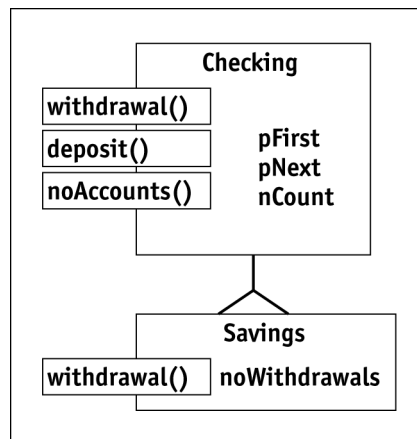 Checking
withdrawal()
deposit()
noAccounts()
pFirst
pNext
nCount
Savings
withdrawal()
noWithdrawals